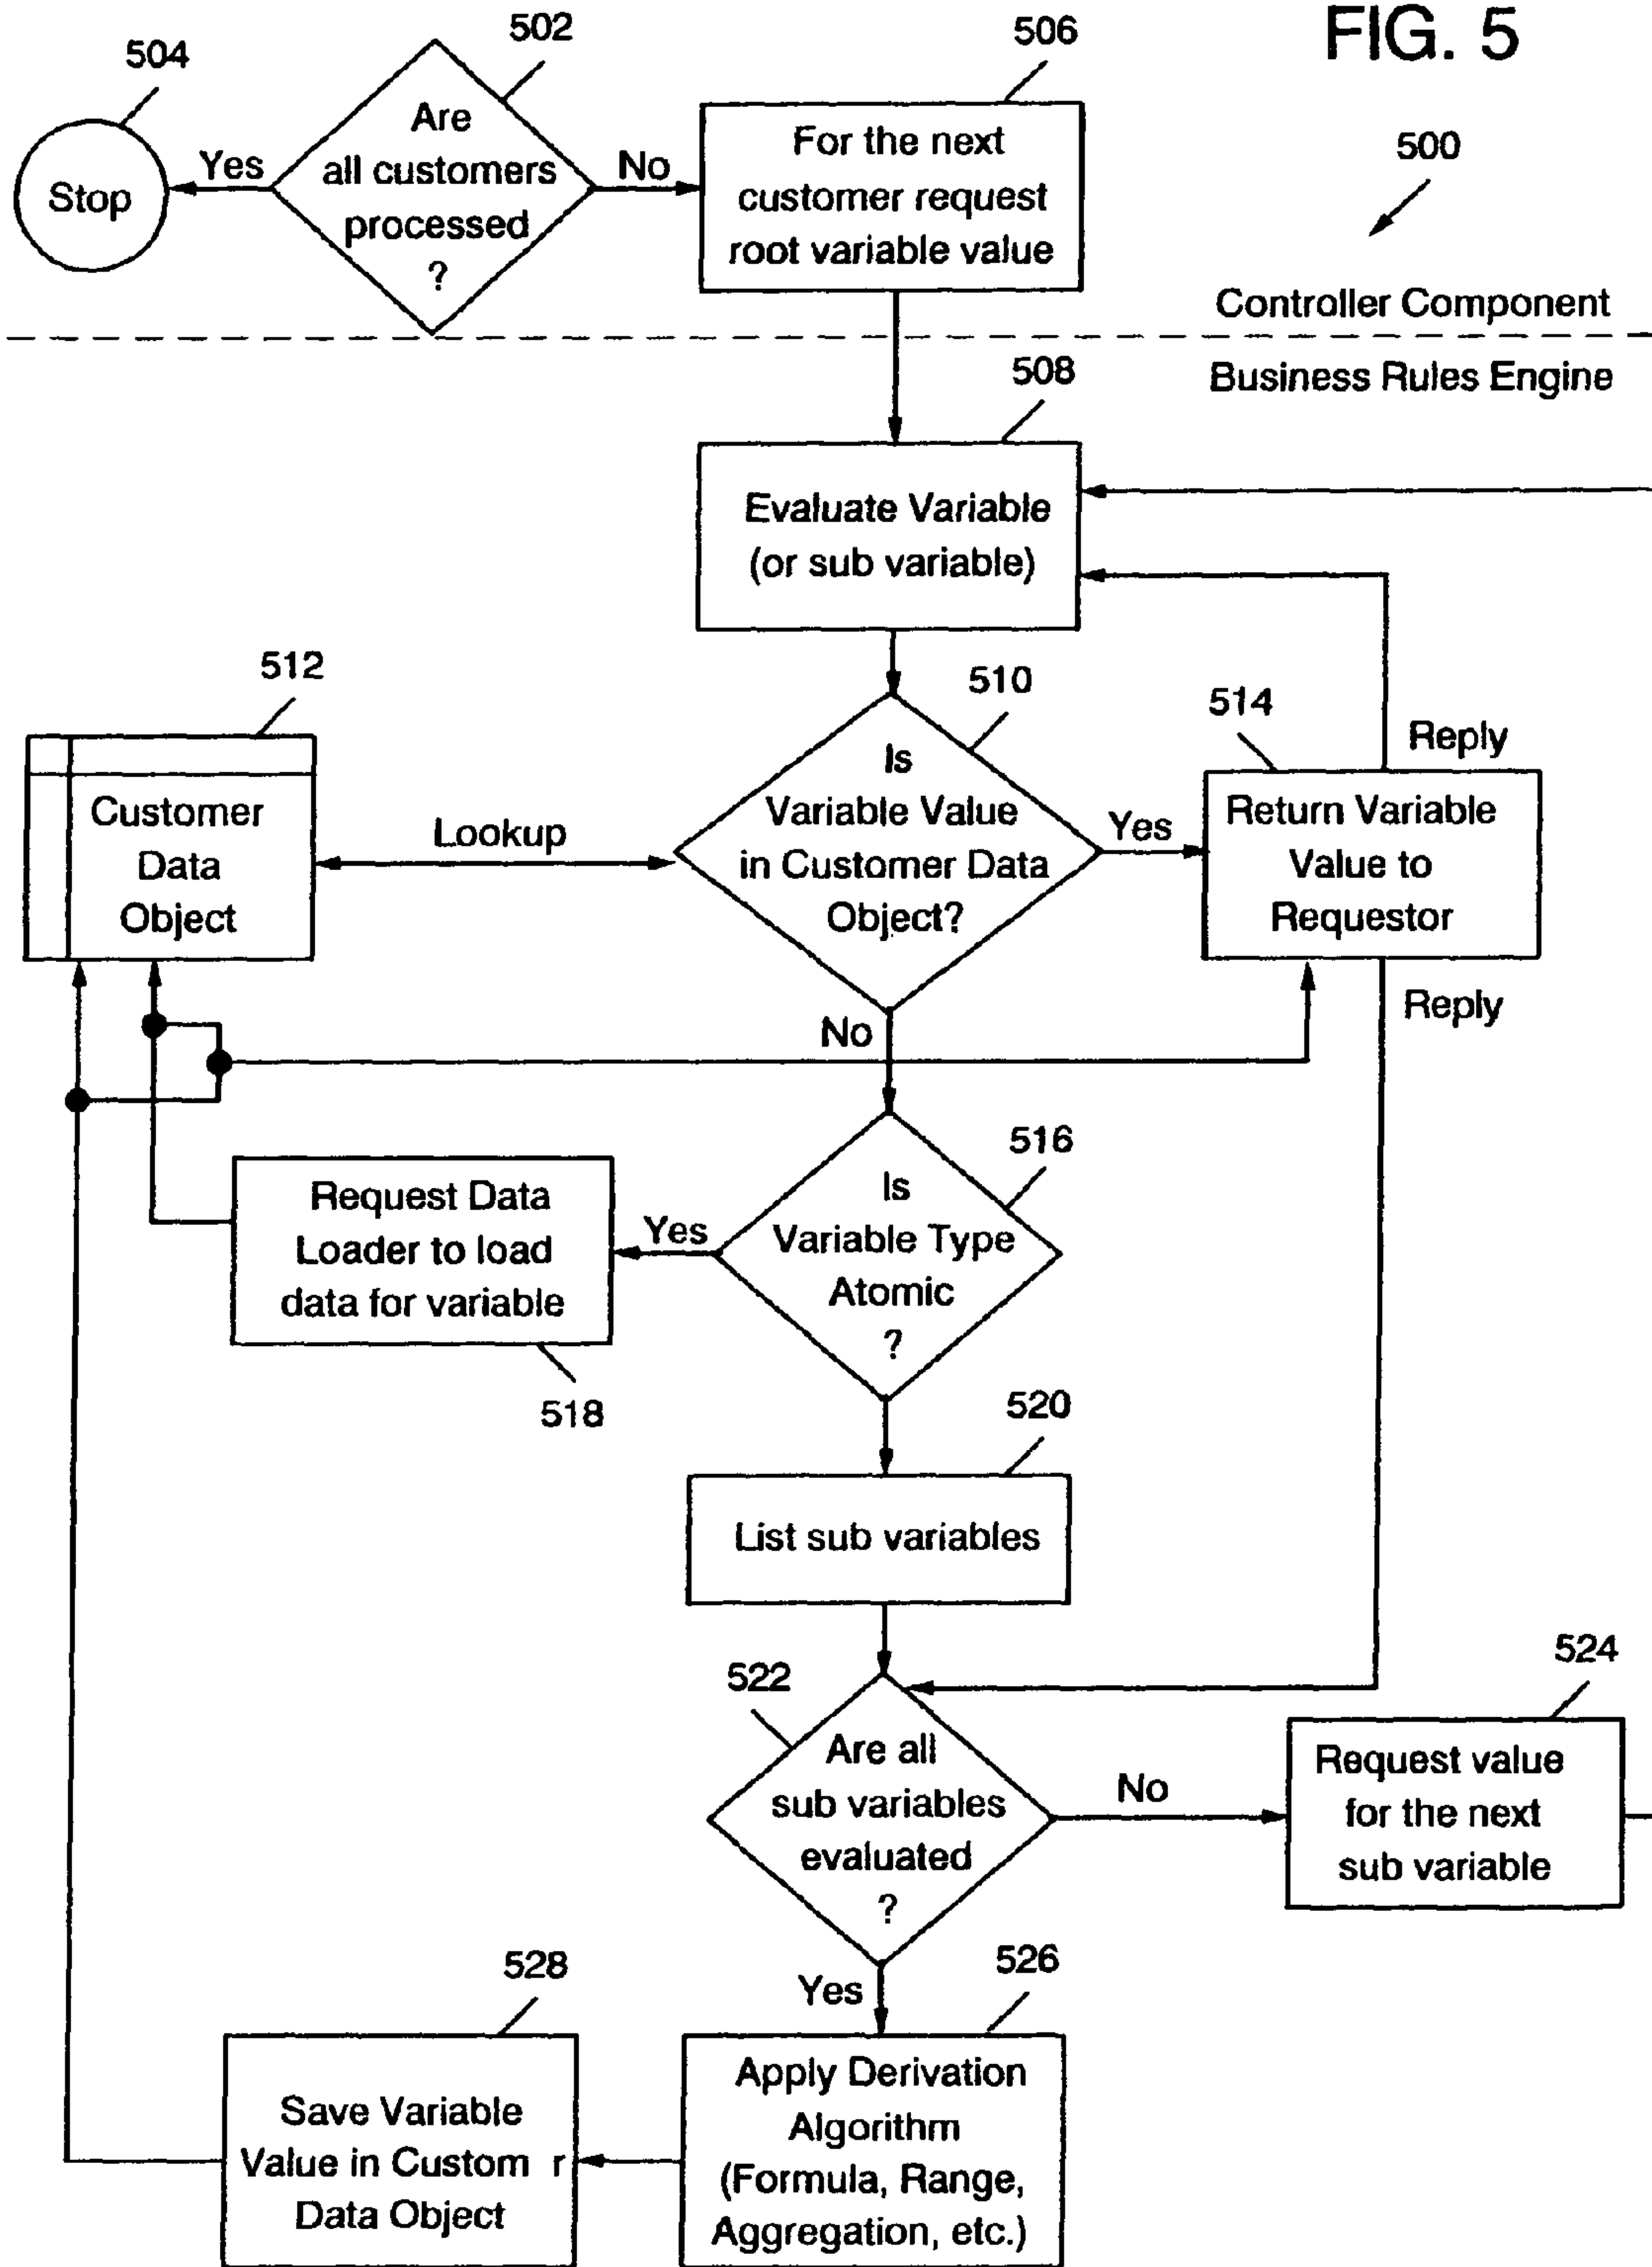 FIG. 5
502
506
504
500
Are
all customers
processed
?
Yes
No
Stop
For the next
customer request
root variable value
Controller Component
Business Rules Engine
508
Evaluate Variable
(or sub variable)
512
510
514
Reply
Customer
Data
Object
Lookup
Is
Variable Value
in Customer Data
Object?
Yes
Return Variable
Value to
Requestor
Reply
No
516
Request Data
Loader to load
data for variable
Yes
Is
Variable Type
Atomic
?
518
520
List sub variables
522
524
Are all
sub variables
evaluated
?
No
Request value
for the next
sub variable
528
Yes
526
Save Variable
Value in Custom r
Data Object
Apply Derivation
Algorithm
(Formula, Range,
Aggregation, etc.)